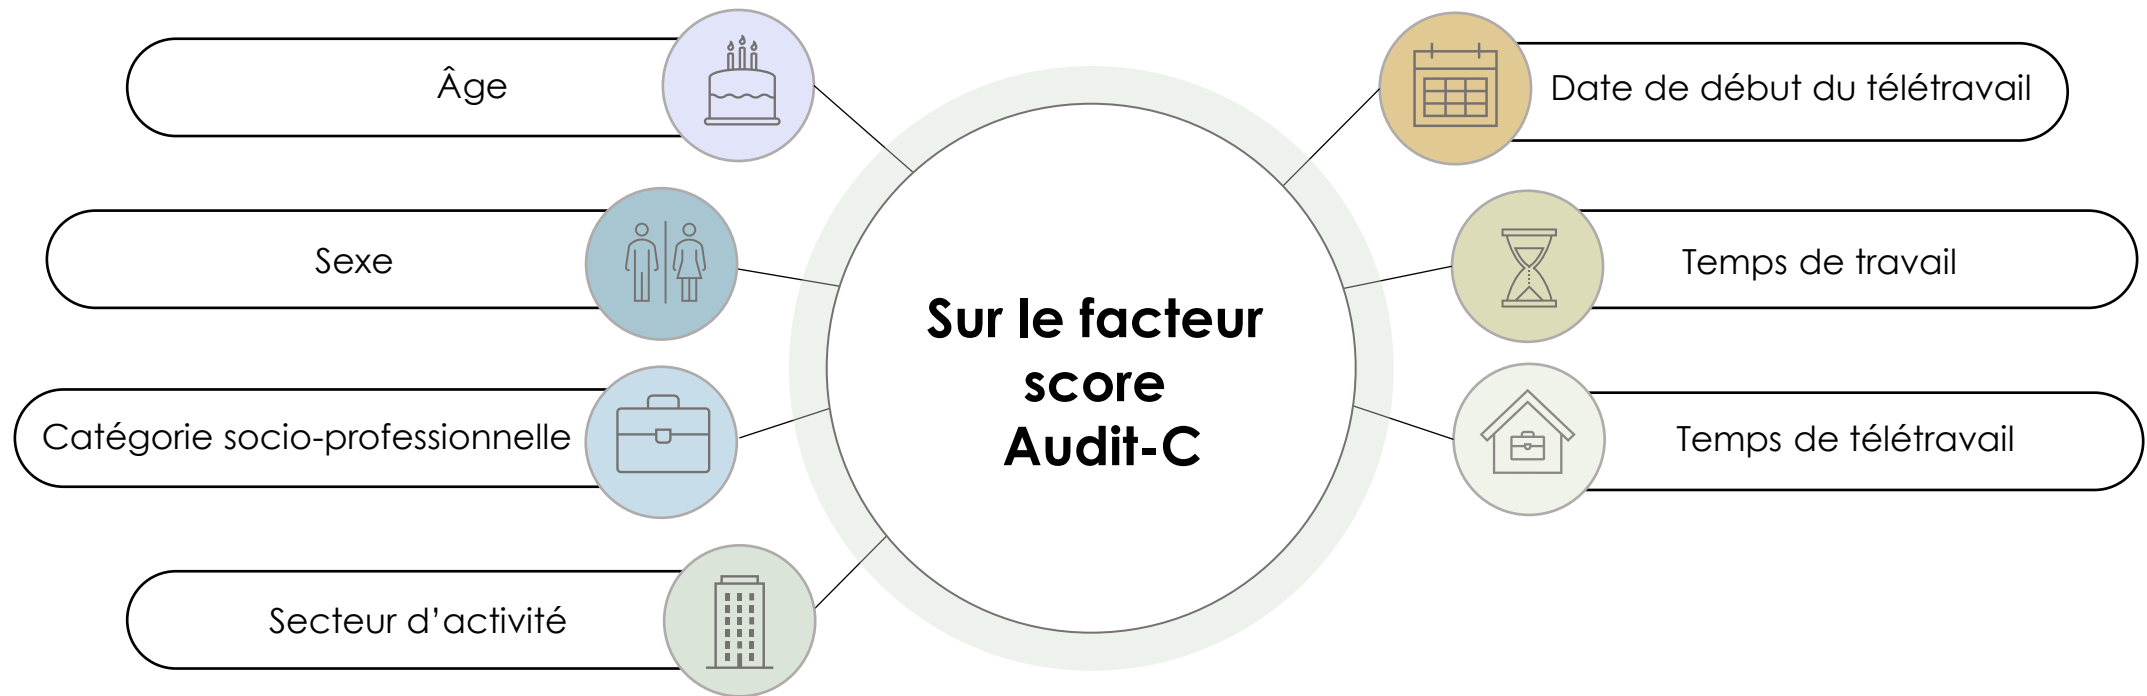 Âge
Sexe
Catégorie socio-professionnelle
Secteur d’activité
Sur le facteur
score
Audit-C
Date de début du télétravail
Temps de travail
Temps de télétravail